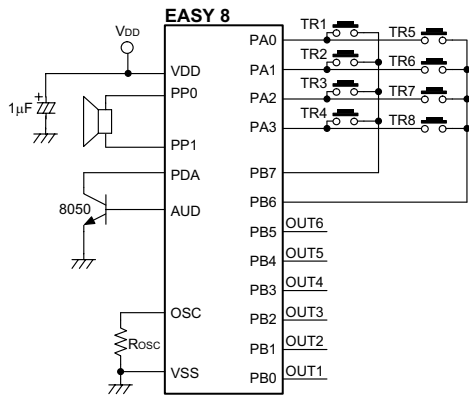 EASY 8
VDD
1µF
8050
ROSC
VDD
PP0
PP1
PDA
AUD
OSC
VSS
PA0
PA1
PA2
PA3
PB7
PB6
PB5
PB4
PB3
PB2
PB1
PB0
TR1
TR2
TR3
TR4
TR5
TR6
TR7
TR8
OUT6
OUT5
OUT4
OUT3
OUT2
OUT1